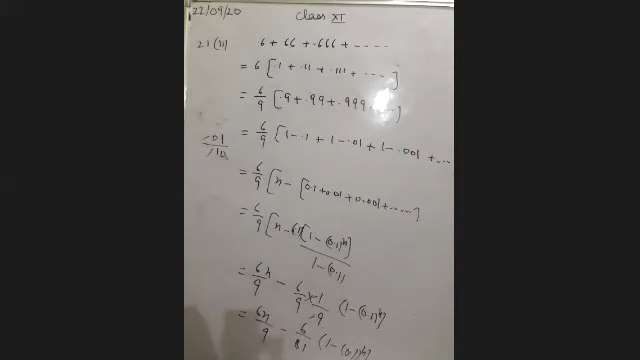 22/09/20
Class XI
21(ii) 6 + 66 + .666 + ----
= 6 [.1 + .11 + .111 + ----]
= 6/9 [.9 + .99 + .999 ....]
= 6/9 [1-.1 + 1-.01 + 1-.001 + ...
.01/.10
= 6/9 [n - [0.1+0.01+0.001+.....]
= 6/9 [n - (.1)[1-(0.1)^n]/1-(0.1)]
= 6n/9 - 6/9 × .1/.9 (1-(0.1)^n)
= 6n/9 - 6/81 (1-(0.1)^n)